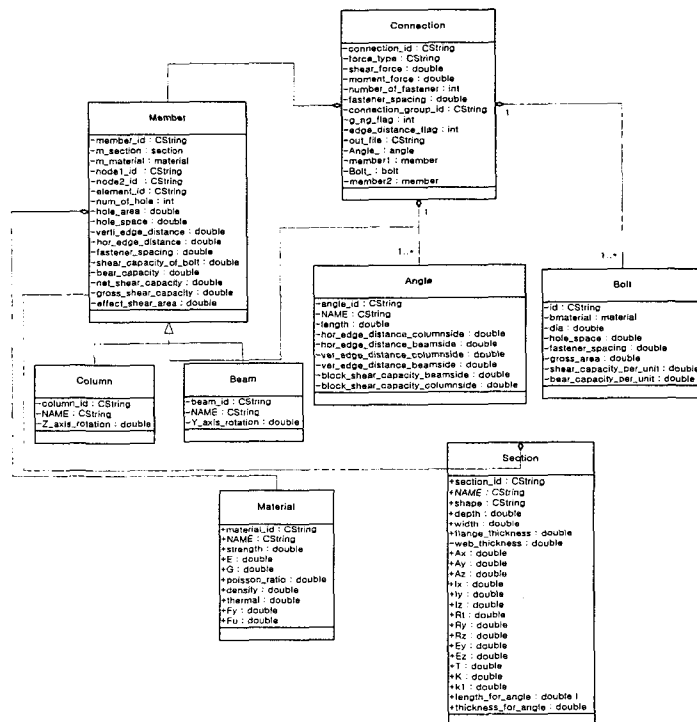 Connection
-connection_id : CString
-force_type : CString
-shear_force : double
-moment_force : double
-number_of_fastener : int
-fastener_spacing : double
-connection_group_id : CString
-g_ng_flag : int
-edge_distance_flag : int
-out_file : CString
-Angle_ : angle
-member1 : member
-Bolt_ : bolt
-member2 : member
1
1
Member
-member_id : CString
-m_section : section
-m_material : material
-node1_id : CString
-node2_id : CString
-element_id : CString
-num_of_hole : int
-hole_area : double
-hole_space : double
-verti_edge_distance : double
-hor_edge_distance : double
-fastener_spacing : double
-shear_capacity_of_bolt : double
-bear_capacity : double
-net_shear_capacity : double
-gross_shear_capacity : double
-effect_shear_area : double
1..*
1..*
Angle
-angle_id : CString
-NAME : CString
-length : double
-hor_edge_distance_columnside : double
-hor_edge_distance_beamside : double
-ver_edge_distance_columnside : double
-ver_edge_distance_beamside : double
-block_shear_capacity_beamside : double
-block_shear_capacity_columnside : double
Bolt
-id : CString
-bmaterial : material
-dia : double
-hole_space : double
-fastener_spacing : double
-gross_area : double
-shear_capacity_per_unit : double
-bear_capacity_per_unit : double
Column
-column_id : CString
-NAME : CString
-Z_axis_rotation : double
Beam
-beam_id : CString
-NAME : CString
-Y_axis_rotation : double
Material
+material_id : CString
+NAME : CString
+strength : double
+E : double
+G : double
+poisson_ratio : double
+density : double
+thermal : double
+Fy : double
+Fu : double
Section
+section_id : CString
+NAME : CString
+shape : CString
+depth : double
+width : double
+flange_thickness : double
-web_thickness : double
+Ax : double
+Ay : double
+Az : double
+Ix : double
+Iy : double
+Iz : double
+Rt : double
+Ry : double
+Rz : double
+Ey : double
+Ez : double
+T : double
+K : double
+k1 : double
+length_for_angle : double
+thickness_for_angle : double